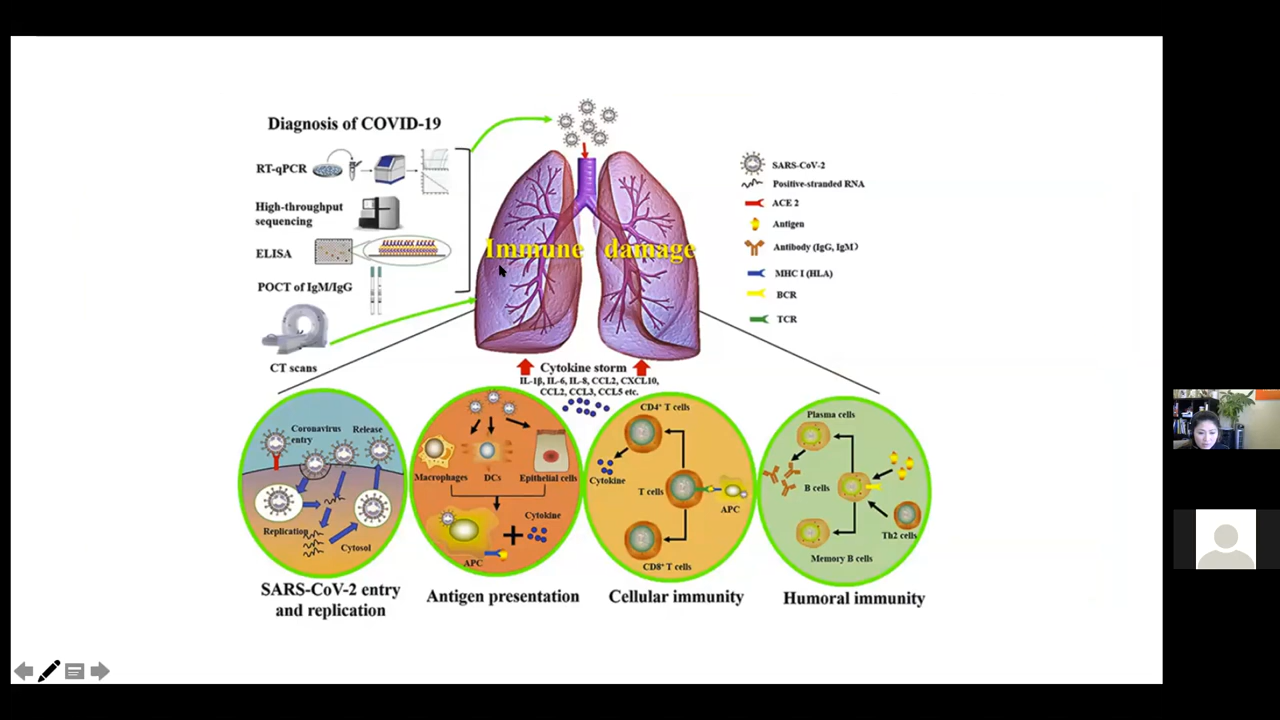 Diagnosis of COVID-19
RT-qPCR
High-throughput
sequencing
ELISA
POCT of IgM/IgG
CT scans
Immune damage
SARS-CoV-2
Positive-stranded RNA
ACE 2
Antigen
Antibody (IgG, IgM）
MHC I (HLA)
BCR
TCR
Cytokine storm
IL-1β, IL-6, IL-8, CCL2, CXCL10,
CCL2, CCL3, CCL5 etc.
Coronavirus
entry
Release
Replication
Cytosol
SARS-CoV-2 entry
and replication
Macrophages
DCs
Epithelial cells
Cytokine
APC
Antigen presentation
CD4⁺ T cells
Cytokine
T cells
APC
CD8⁺ T cells
Cellular immunity
Plasma cells
B cells
Th2 cells
Memory B cells
Humoral immunity